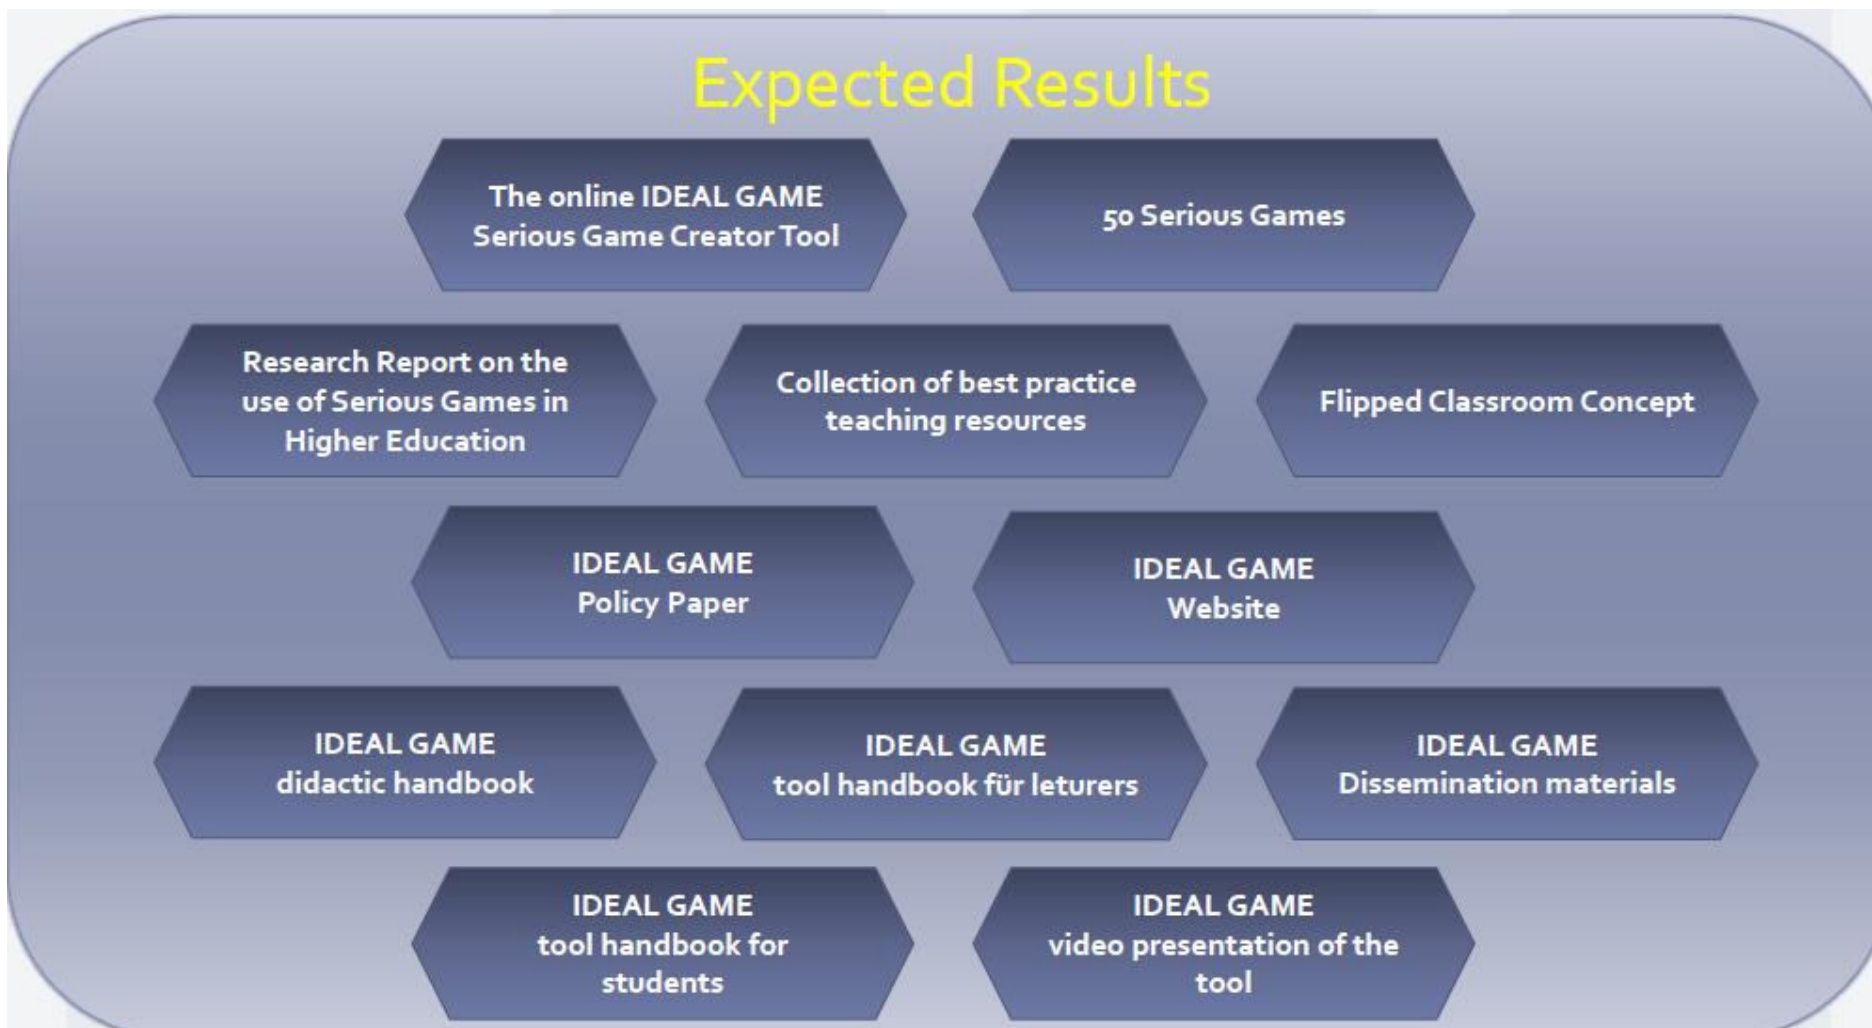 Expected Results
The online IDEAL GAME
Serious Game Creator Tool
50 Serious Games
Research Report on the
use of Serious Games in
Higher Education
Collection of best practice
teaching resources
Flipped Classroom Concept
IDEAL GAME
Policy Paper
IDEAL GAME
Website
IDEAL GAME
didactic handbook
IDEAL GAME
tool handbook für leturers
IDEAL GAME
Dissemination materials
IDEAL GAME
tool handbook for
students
IDEAL GAME
video presentation of the
tool